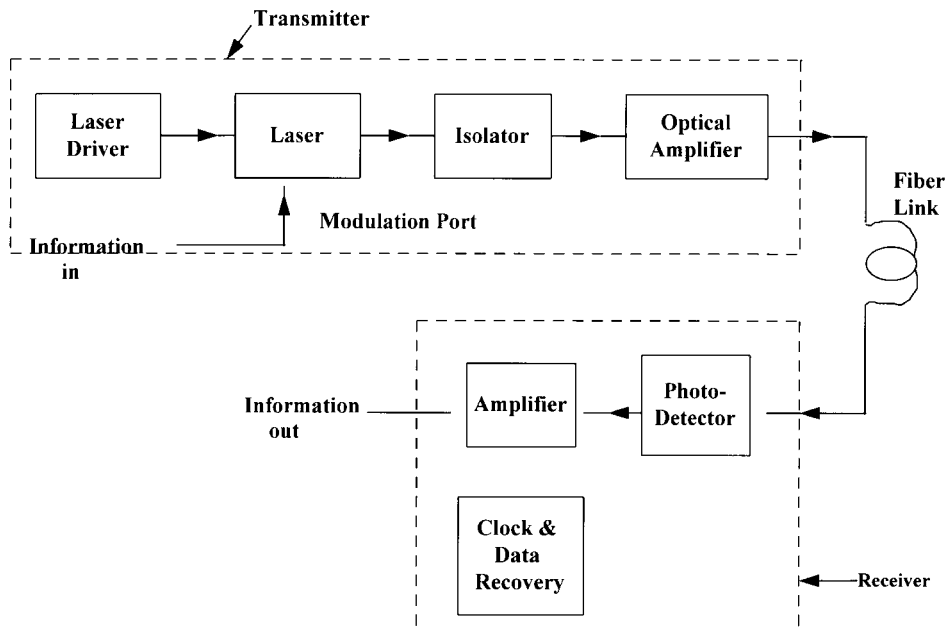 Transmitter
Laser
Driver
Laser
Isolator
Optical
Amplifier
Fiber
Link
Modulation Port
Information
in
Information
out
Amplifier
Photo-
Detector
Clock &
Data
Recovery
Receiver